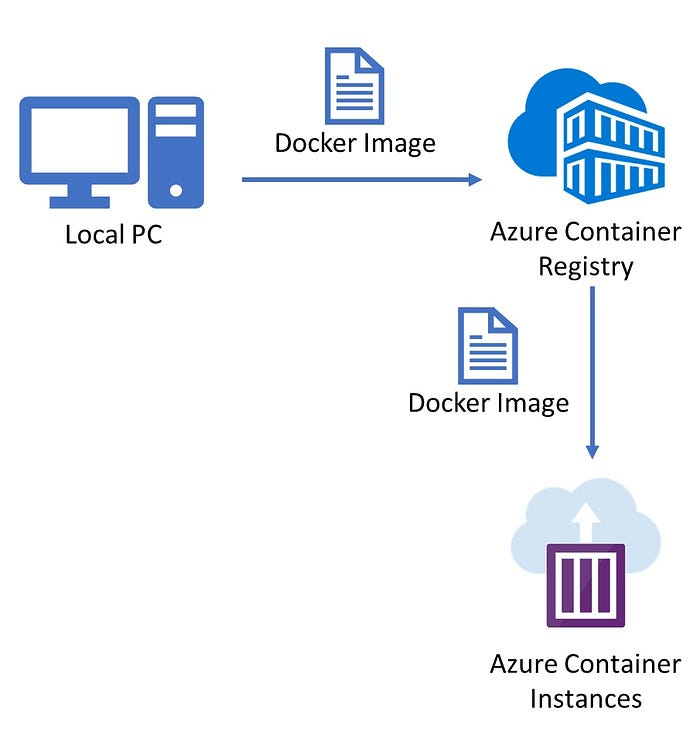 Docker Image
Local PC
Azure Container
Registry
Docker Image
Azure Container
Instances